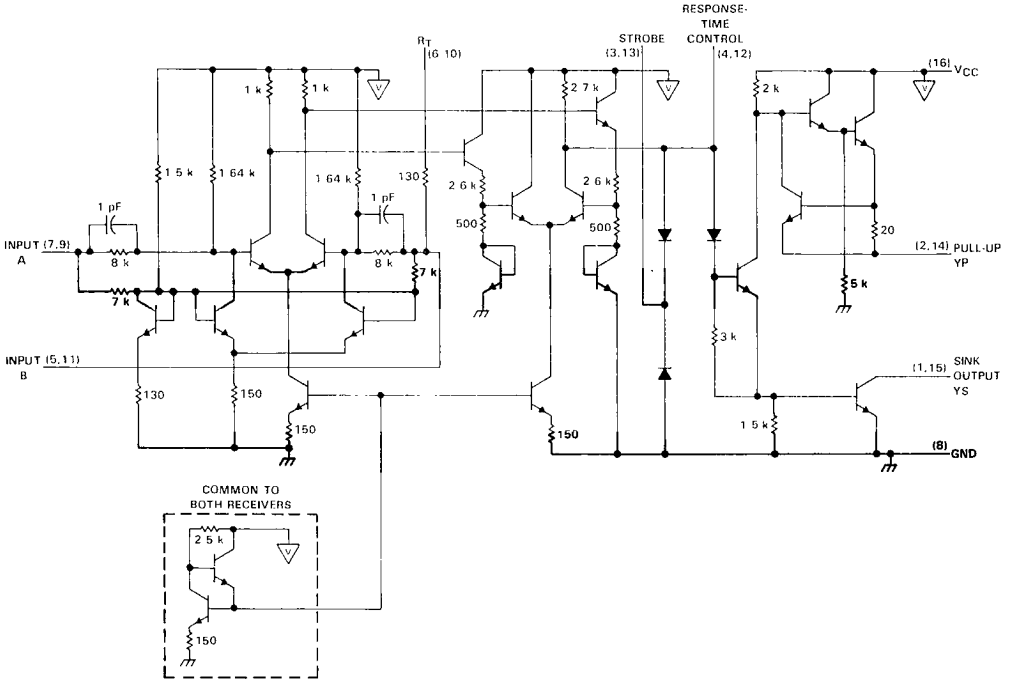 RESPONSE-
TIME
CONTROL
(4,12)
STROBE
(3,13)
RT
(6 10)
(16) VCC
V
V
V
1 k
1 k
2 7 k
2 k
1 5 k
1 64 k
1 64 k
130
2 6 k
2 6 k
1 pF
1 pF
500
500
20
INPUT (7,9)
A
8 k
8 k
7 k
7 k
(2,14) PULL-UP
YP
5 k
3 k
INPUT (5,11)
B
(1,15) SINK
OUTPUT
YS
130
150
150
150
1 5 k
(8) GND
COMMON TO
BOTH RECEIVERS
2 5 k
V
150